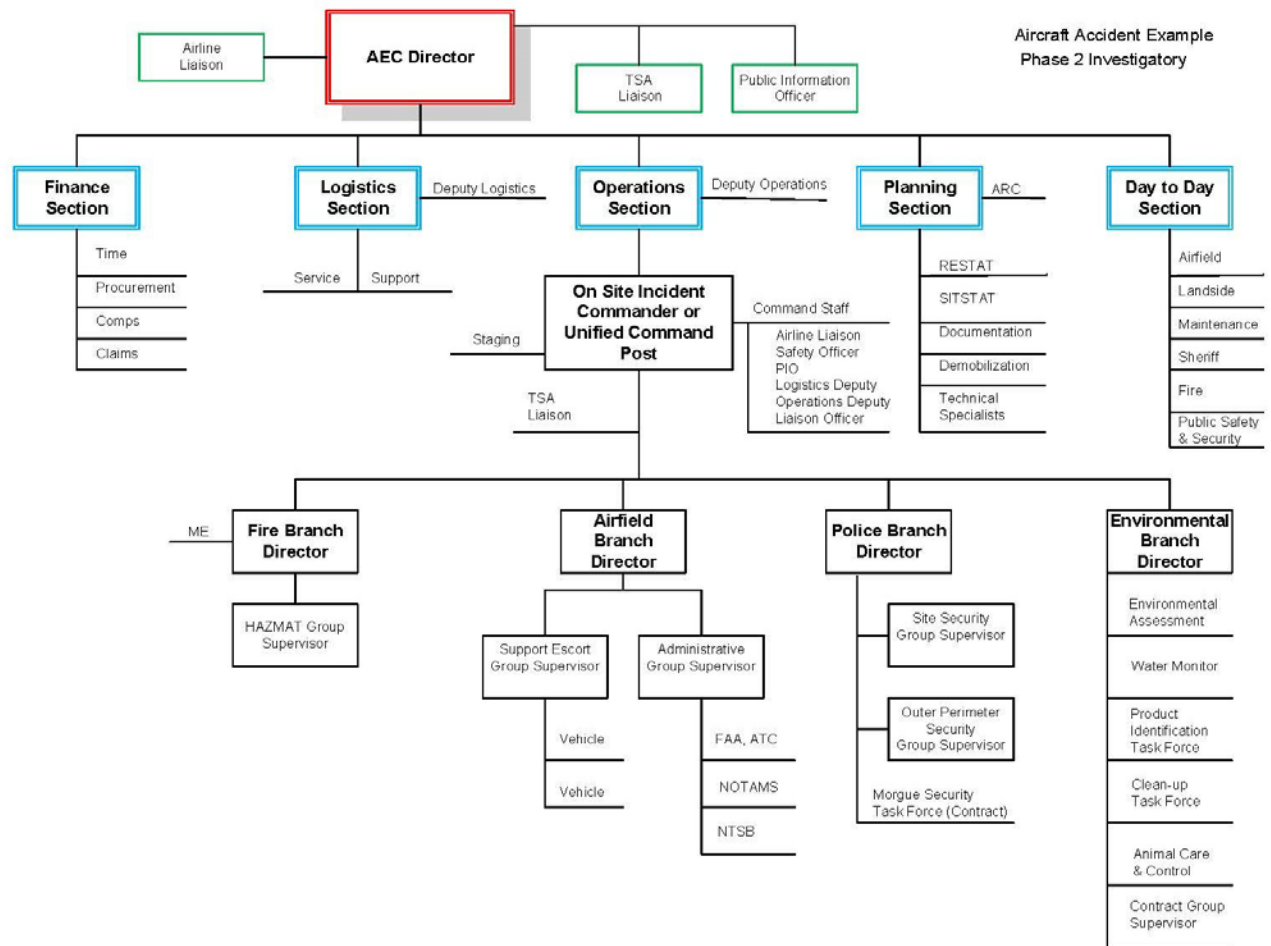 Aircraft Accident Example
Phase 2 Investigatory
Airline
Liaison
AEC Director
TSA
Liaison
Public Information
Officer
Finance
Section
Logistics
Section
Deputy Logistics
Operations
Section
Deputy Operations
Planning
Section
ARC
Day to Day
Section
Time
Procurement
Comps
Claims
Service
Support
On Site Incident
Commander or
Unified Command
Post
Staging
TSA
Liaison
Command Staff
Airline Liaison
Safety Officer
PIO
Logistics Deputy
Operations Deputy
Liaison Officer
RESTAT
SITSTAT
Documentation
Demobilization
Technical
Specialists
Airfield
Landside
Maintenance
Sheriff
Fire
Public Safety
& Security
ME
Fire Branch
Director
HAZMAT Group
Supervisor
Airfield
Branch
Director
Support Escort
Group Supervisor
Vehicle
Vehicle
Administrative
Group Supervisor
FAA, ATC
NOTAMS
NTSB
Police Branch
Director
Site Security
Group Supervisor
Outer Perimeter
Security
Group Supervisor
Morgue Security
Task Force (Contract)
Environmental
Branch
Director
Environmental
Assessment
Water Monitor
Product
Identification
Task Force
Clean-up
Task Force
Animal Care
& Control
Contract Group
Supervisor